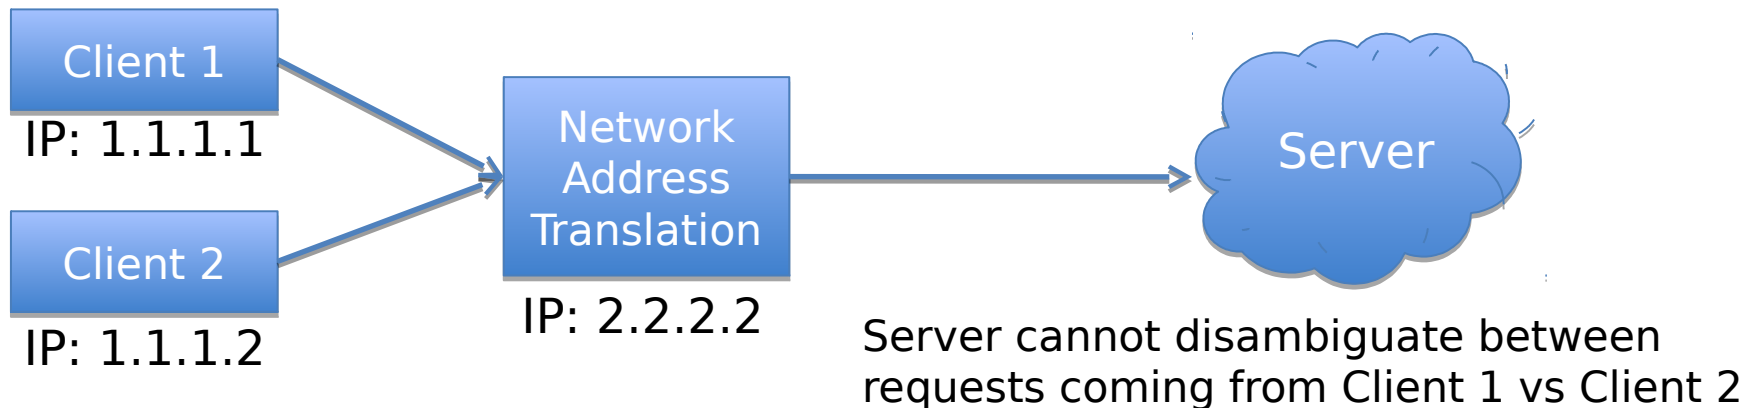 Client 1
IP: 1.1.1.1
Client 2
IP: 1.1.1.2
Network
Address
Translation
IP: 2.2.2.2
Server
Server cannot disambiguate between
requests coming from Client 1 vs Client 2